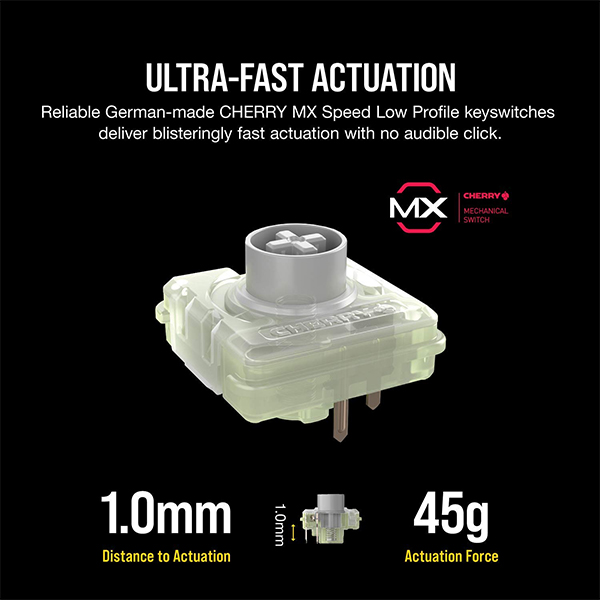 ULTRA-FAST ACTUATION
Reliable German-made CHERRY MX Speed Low Profile keyswitches
deliver blisteringly fast actuation with no audible click.
MX
CHERRY
MECHANICAL
SWITCH
CHERRY
1.0mm
Distance to Actuation
1.0mm
45g
Actuation Force